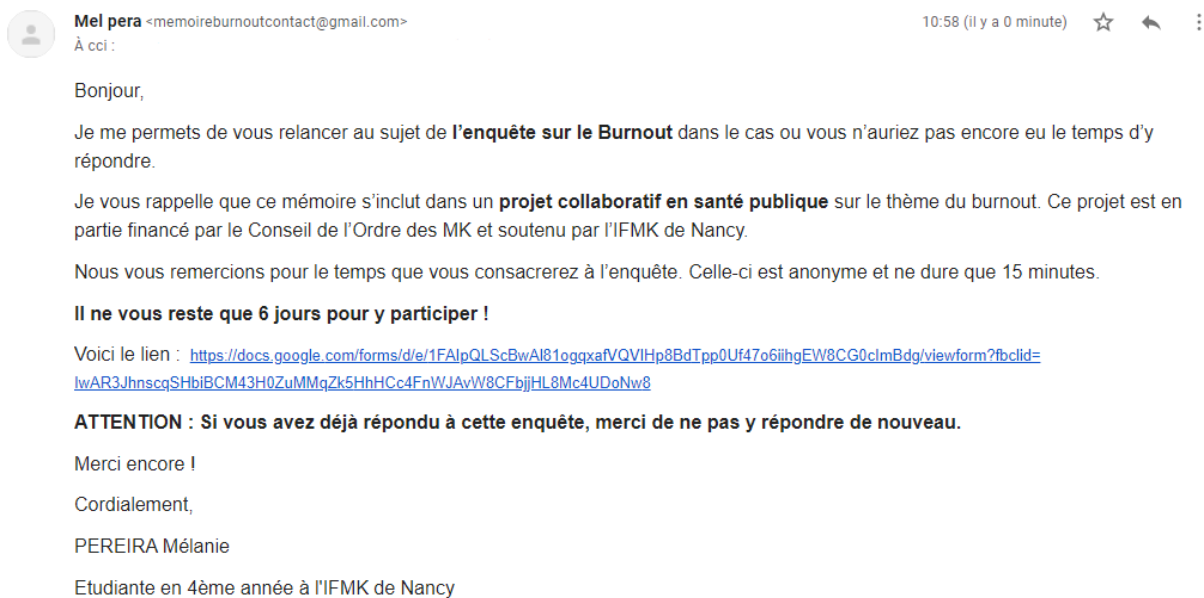 Mel pera <memoireburnoutcontact@gmail.com>
10:58 (il y a 0 minute)
À cci :
Bonjour,
Je me permets de vous relancer au sujet de l’enquête sur le Burnout dans le cas ou vous n’auriez pas encore eu le temps d’y
répondre.
Je vous rappelle que ce mémoire s’inclut dans un projet collaboratif en santé publique sur le thème du burnout. Ce projet est en
partie financé par le Conseil de l’Ordre des MK et soutenu par l’IFMK de Nancy.
Nous vous remercions pour le temps que vous consacrerez à l’enquête. Celle-ci est anonyme et ne dure que 15 minutes.
Il ne vous reste que 6 jours pour y participer !
Voici le lien : https://docs.google.com/forms/d/e/1FAIpQLScBwAl81ogqxafVQVIHp8BdTpp0Uf47o6iihgEW8CG0cImBdg/viewform?fbclid=
IwAR3JhnscqSHbiBCM43H0ZuMMqZk5HhHCc4FnWJAvW8CFbjjHL8Mc4UDoNw8
ATTENTION : Si vous avez déjà répondu à cette enquête, merci de ne pas y répondre de nouveau.
Merci encore !
Cordialement,
PEREIRA Mélanie
Etudiante en 4ème année à l'IFMK de Nancy